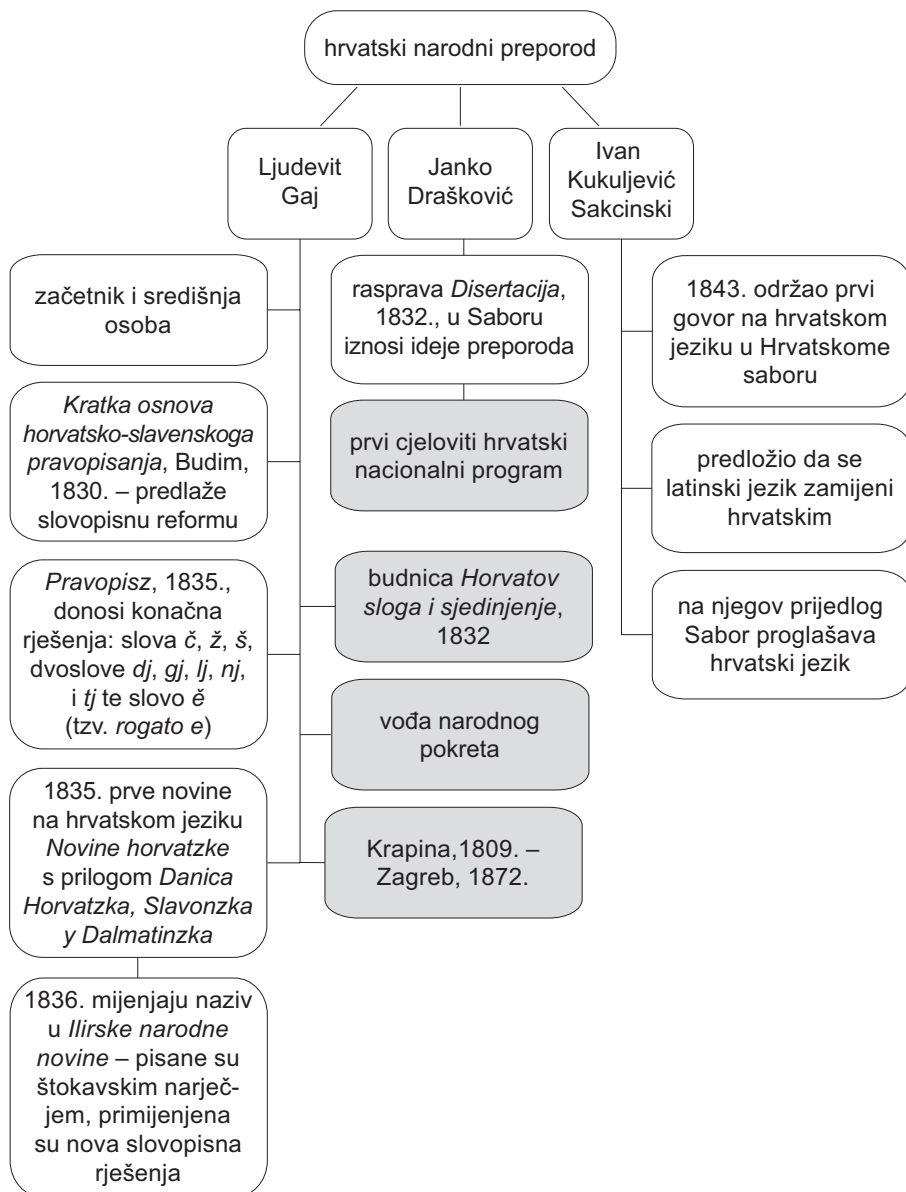 hrvatski narodni preporod
Ljudevit
Gaj
Janko
Drašković
Ivan
Kukuljević
Sakcinski
začetnik i središnja
osoba
Kratka osnova
horvatsko-slavenskoga
pravopisanja, Budim,
1830. – predlaže
slovopisnu reformu
Pravopisz, 1835.,
donosi konačna
rješenja: slova č, ž, š,
dvoslove dj, gj, lj, nj,
i tj te slovo ě
(tzv. rogato e)
1835. prve novine
na hrvatskom jeziku
Novine horvatzke
s prilogom Danica
Horvatzka, Slavonzka
y Dalmatinzka
1836. mijenjaju naziv
u Ilirske narodne
novine – pisane su
štokavskim narječ-
jem, primijenjena
su nova slovopisna
rješenja
rasprava Disertacija,
1832., u Saboru
iznosi ideje preporoda
prvi cjeloviti hrvatski
nacionalni program
budnica Horvatov
sloga i sjedinjenje,
1832
vođa narodnog
pokreta
Krapina,1809. –
Zagreb, 1872.
1843. održao prvi
govor na hrvatskom
jeziku u Hrvatskome
saboru
predložio da se
latinski jezik zamijeni
hrvatskim
na njegov prijedlog
Sabor proglašava
hrvatski jezik